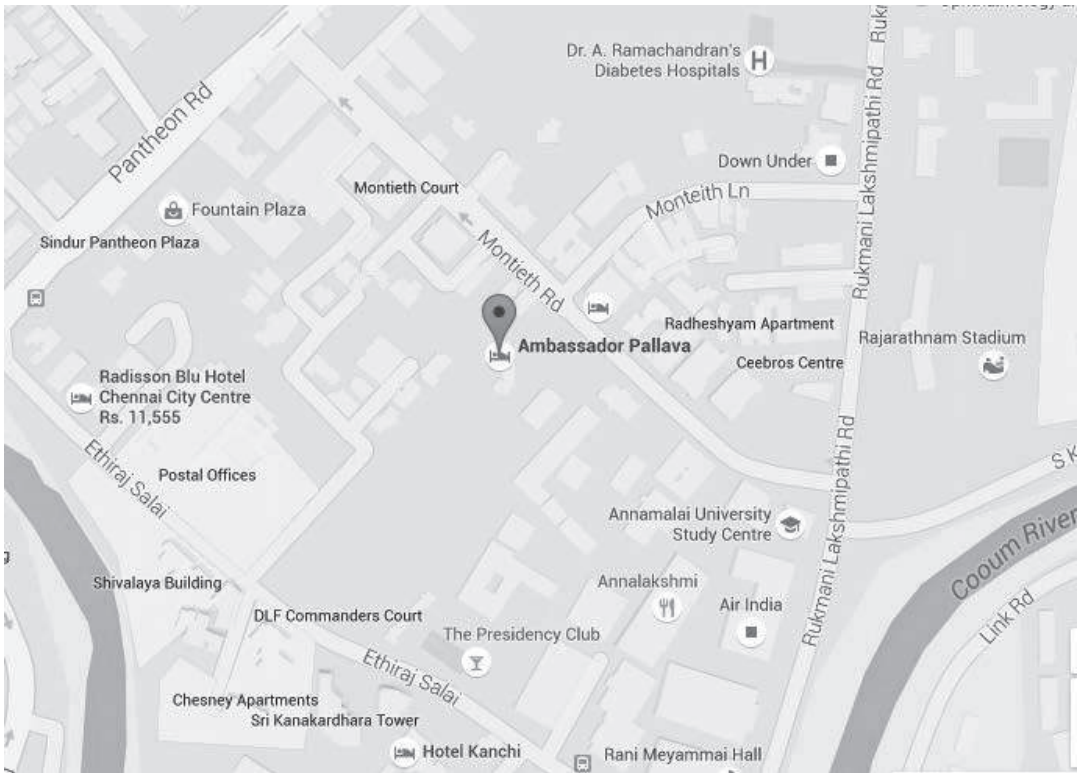 Dr. A. Ramachandran's
Diabetes Hospitals
H
Rukmani Lakshmipathi Rd
Pantheon Rd
Down Under
Montieth Court
Monteith Ln
Fountain Plaza
Sindur Pantheon Plaza
Montieth Rd
Radheshyam Apartment
Ambassador Pallava
Ceebros Centre
Rajarathnam Stadium
Radisson Blu Hotel
Chennai City Centre
Rs. 11,555
Ethiraj Salai
Postal Offices
Rukmani Lakshmipathi Rd
Annamalai University
Study Centre
Cooum River
Shivalaya Building
Annalakshmi
Air India
Link Rd
DLF Commanders Court
The Presidency Club
Ethiraj Salai
Chesney Apartments
Sri Kanakardhara Tower
Hotel Kanchi
Rani Meyammai Hall